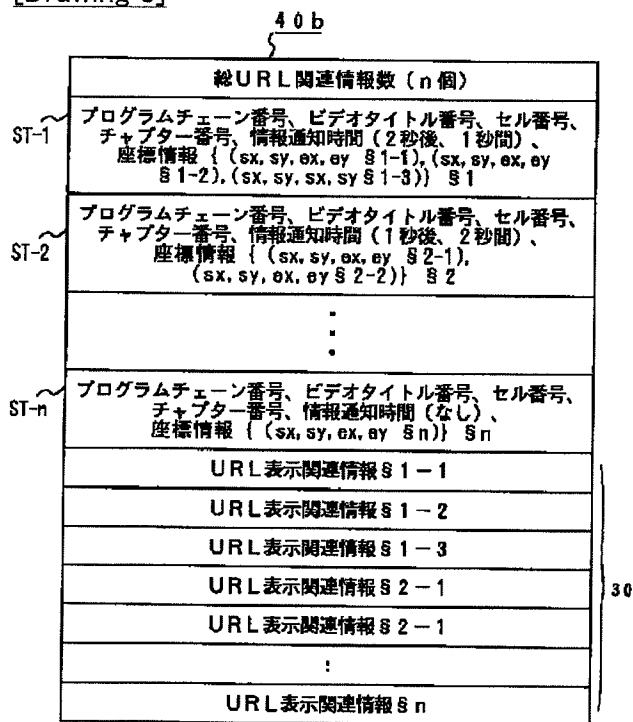 40b
総URL関連情報数（n個）
ST-1
プログラムチェーン番号、ビデオタイトル番号、セル番号、
チャプター番号、情報通知時間（2秒後、1秒間）、
座標情報 { (sx, sy, ex, ey §1-1), (sx, sy, ex, ey
§1-2), (sx, sy, sx, sy §1-3)} §1
ST-2
プログラムチェーン番号、ビデオタイトル番号、セル番号、
チャプター番号、情報通知時間（1秒後、2秒間）、
座標情報 { (sx, sy, ex, ey §2-1),
(sx, sy, ex, ey §2-2)} §2
ST-n
プログラムチェーン番号、ビデオタイトル番号、セル番号、
チャプター番号、情報通知時間（なし）、
座標情報 { (sx, sy, ex, ey §n)} §n
URL表示関連情報§1－1
URL表示関連情報§1－2
URL表示関連情報§1－3
URL表示関連情報§2－1
URL表示関連情報§2－1
URL表示関連情報§n
30